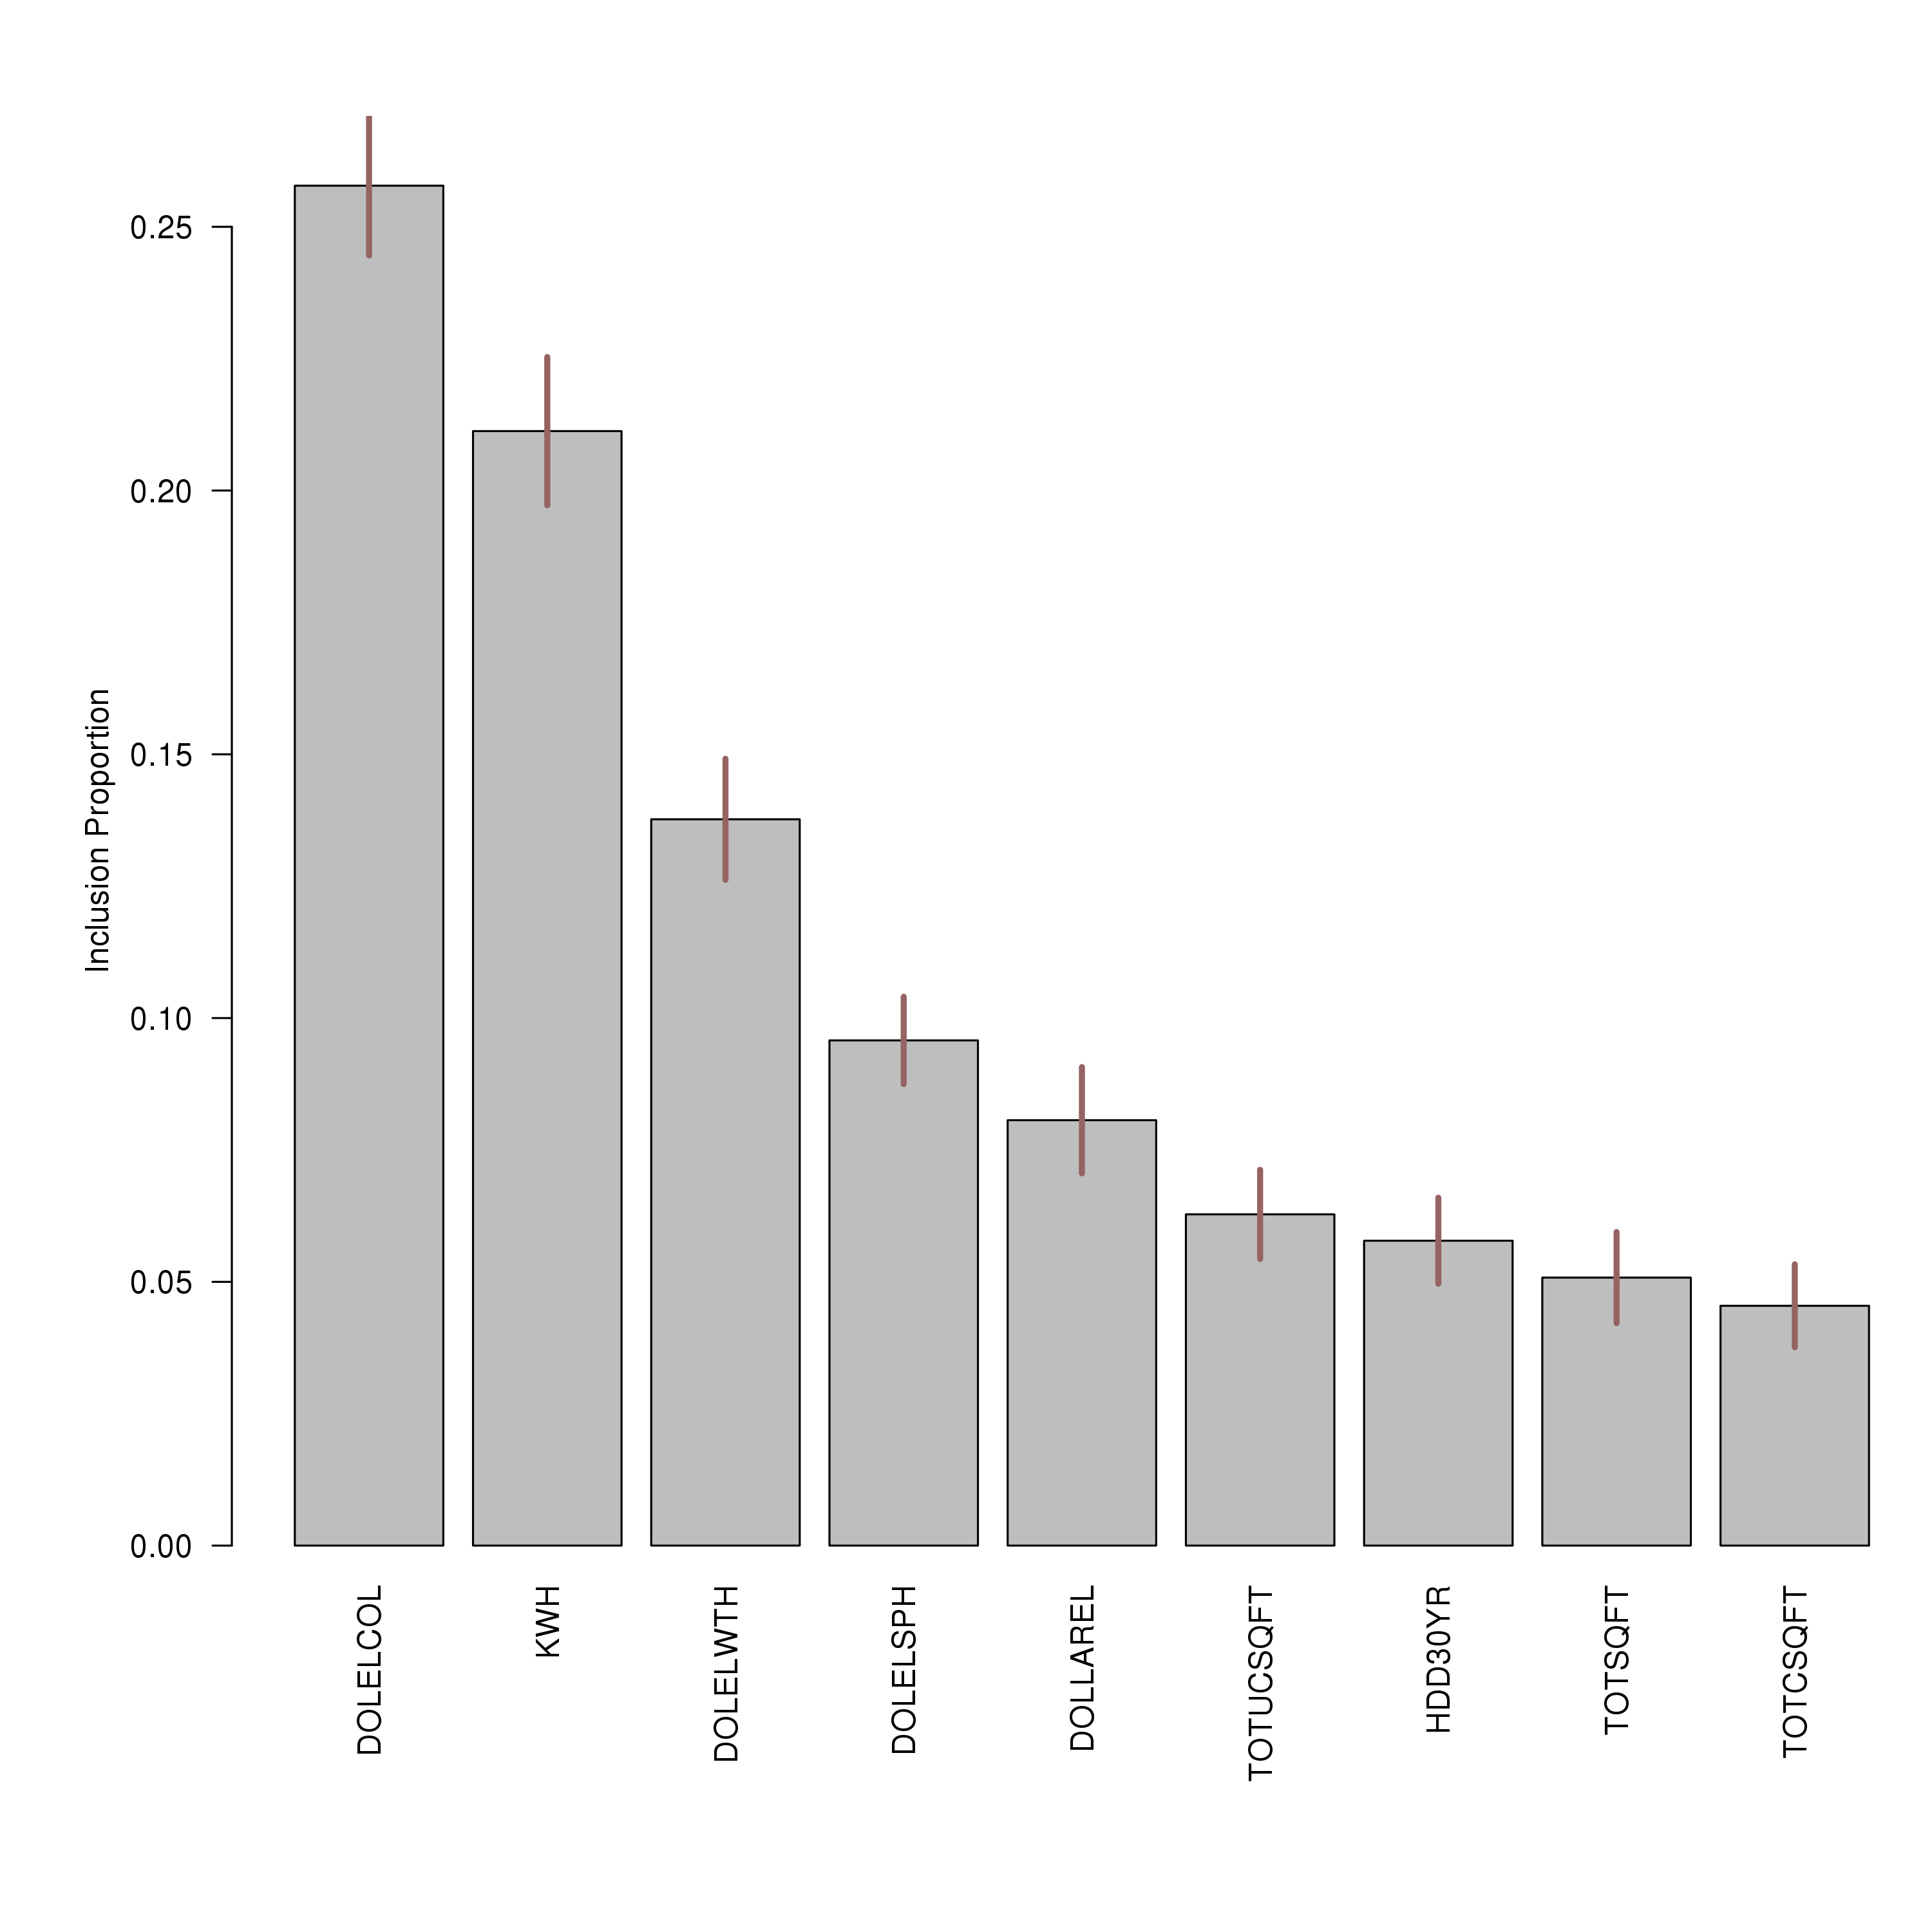 Inclusion Proportion
0.25
0.20
0.15
0.10
0.05
0.00
DOLELCOL
KWH
DOLELWTH
DOLELSPH
DOLLAREL
TOTUCSQFT
HDD30YR
TOTSQFT
TOTCSQFT